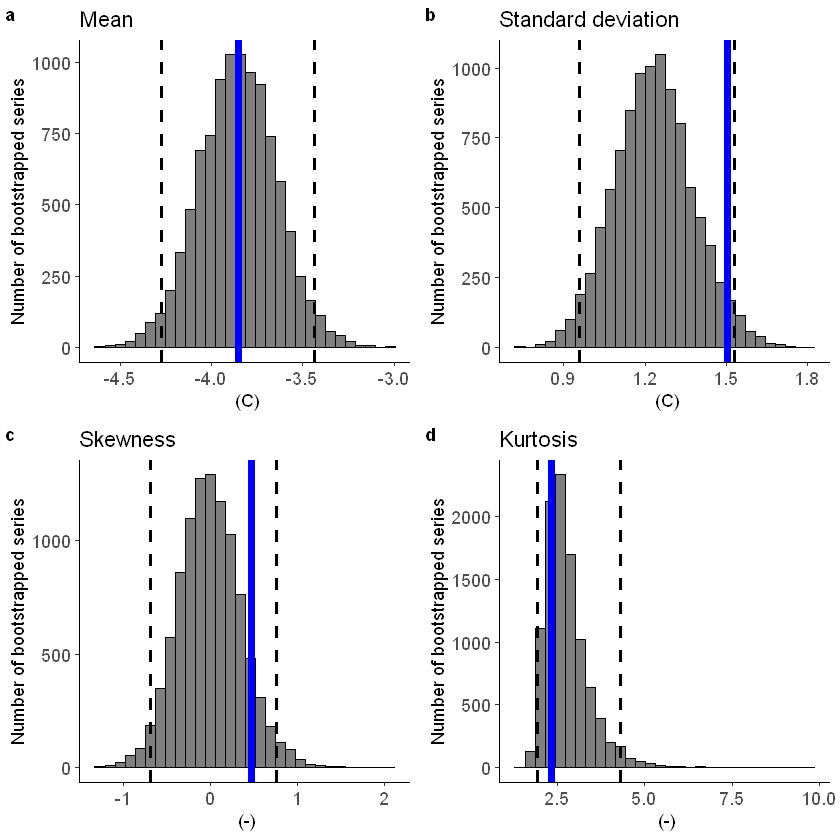 a Mean
Number of bootstrapped series
1000
750
500
250
0
-4.5 -4.0 -3.5 -3.0
(C)
b Standard deviation
Number of bootstrapped series
1000
750
500
250
0
0.9 1.2 1.5 1.8
(C)
c Skewness
Number of bootstrapped series
1000
500
0
-1 0 1 2
(-)
d Kurtosis
Number of bootstrapped series
2000
1500
1000
500
0
2.5 5.0 7.5 10.0
(-)